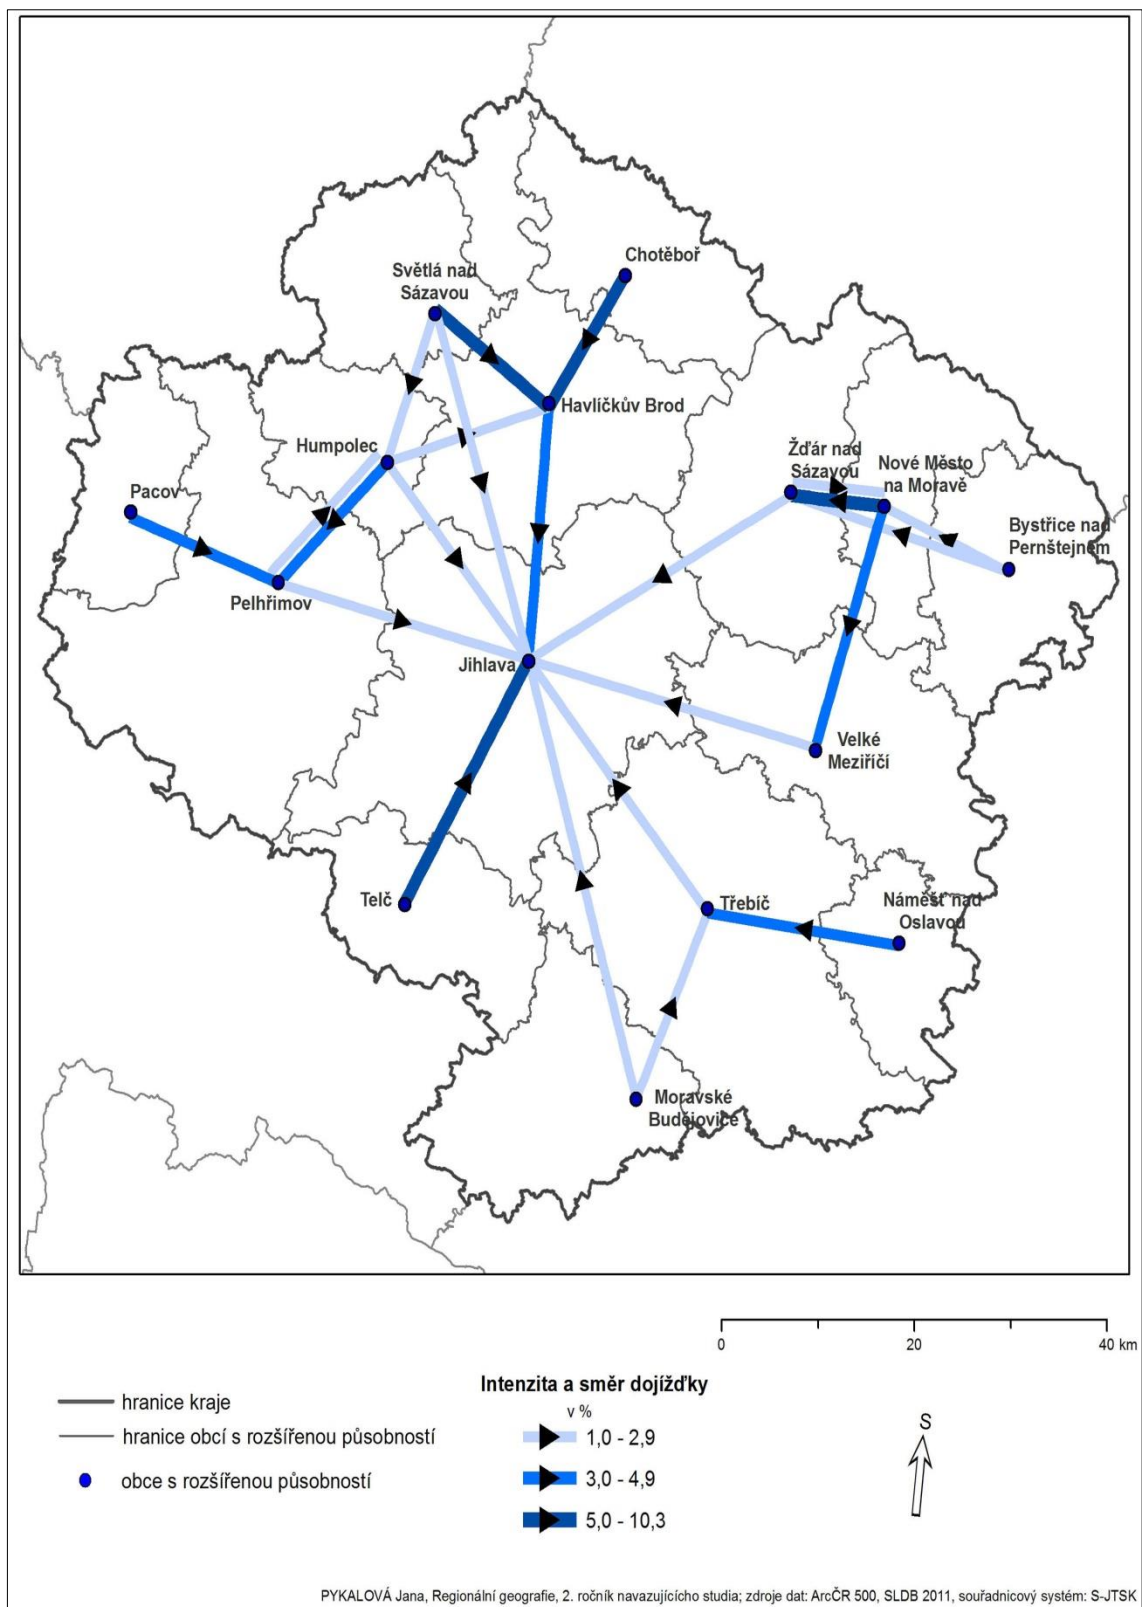 Chotěboř
Světlá nad
Sázavou
Havlíčkův Brod
Humpolec
Žďár nad
Sázavou
Nové Město
na Moravě
Pacov
Bystřice nad
Pernštejnem
Pelhřimov
Jihlava
Velké
Meziříčí
Telč
Třebíč
Náměšť nad
Oslavou
Moravské
Budějovice
0 20 40 km
Intenzita a směr dojížďky
v %
hranice kraje
hranice obcí s rozšířenou působností
obce s rozšířenou působností
1,0 - 2,9
3,0 - 4,9
5,0 - 10,3
S
PYKALOVÁ Jana, Regionální geografie, 2. ročník navazujícího studia; zdroje dat: ArcČR 500, SLDB 2011, souřadnicový systém: S-JTSK